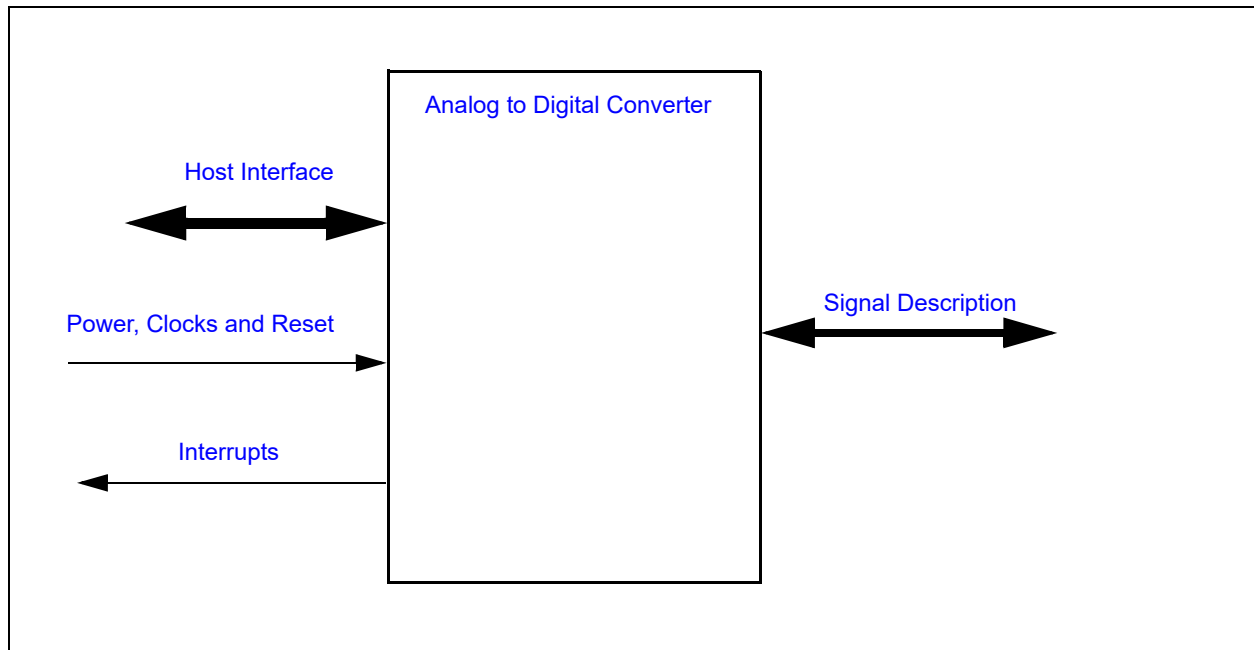 Analog to Digital Converter
Host Interface
Signal Description
Power, Clocks and Reset
Interrupts